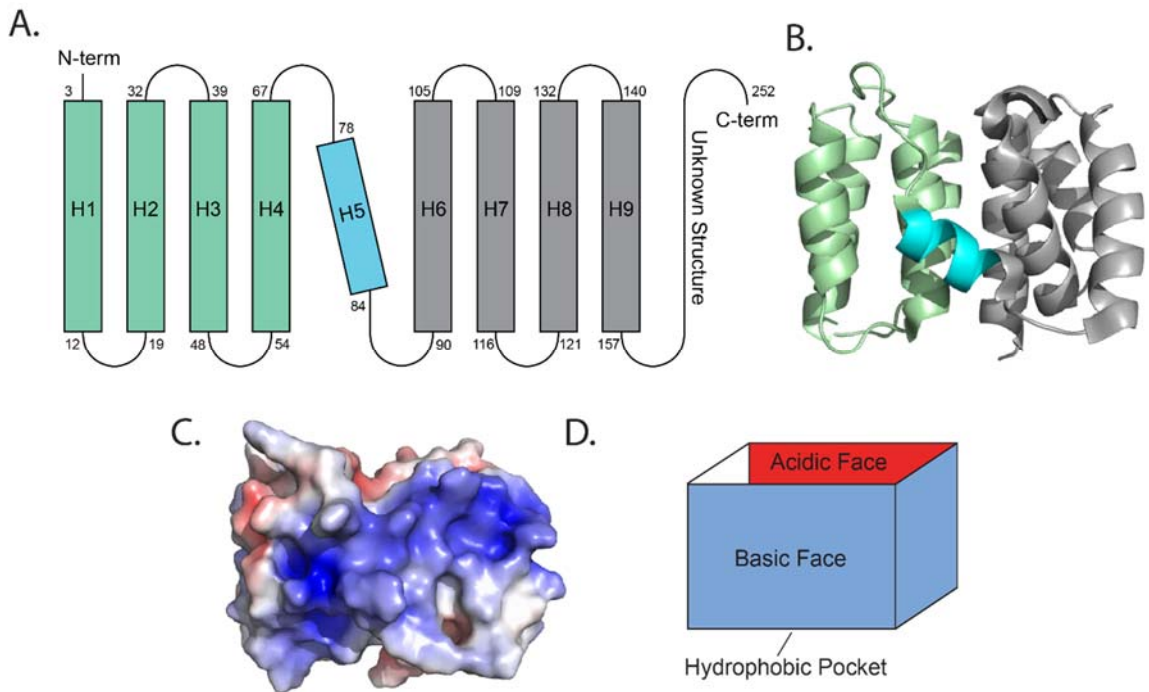 A.
N-term
3 32 39 67 105 109 132 140 252
C-term
78
H1 H2 H3 H4 H5 H6 H7 H8 H9
Unknown Structure
84
12 19 48 54 90 116 121 157
B.
C.
D.
Acidic Face
Basic Face
Hydrophobic Pocket